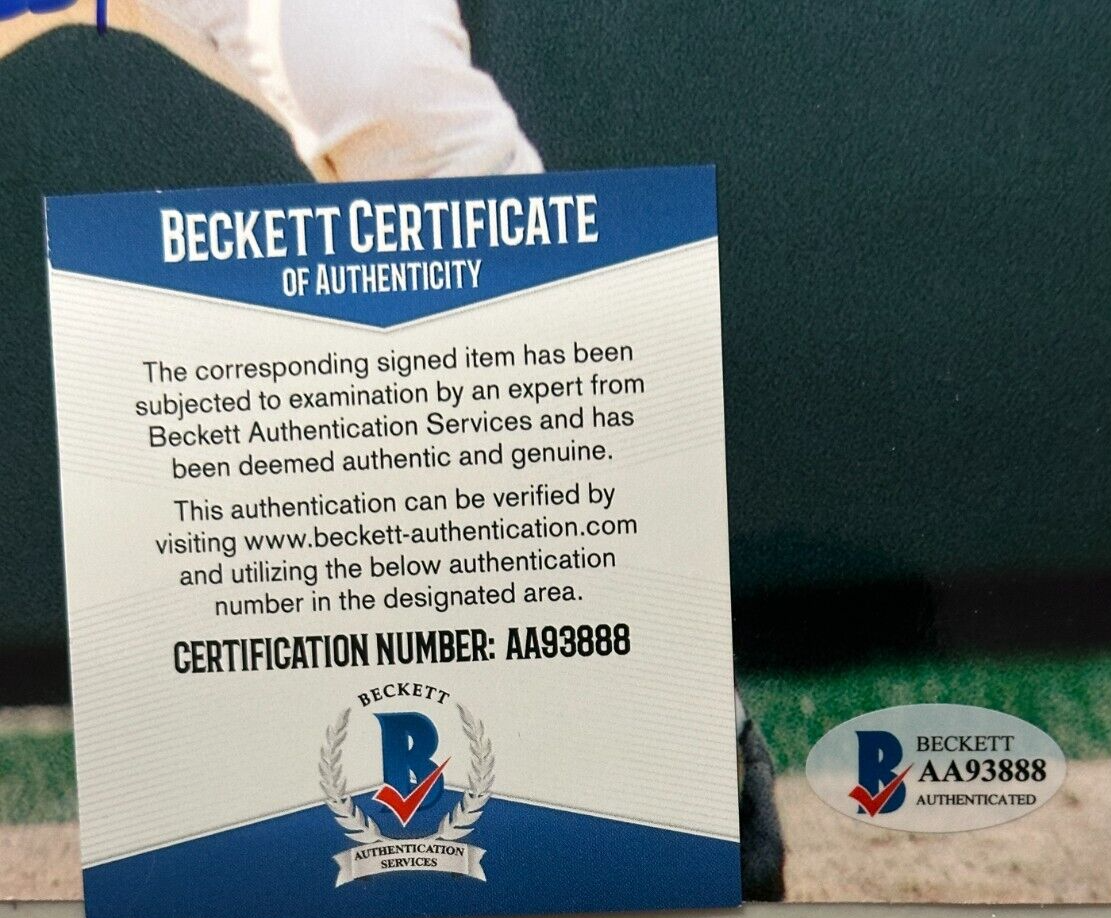 BECKETT CERTIFICATE
OF AUTHENTICITY
The corresponding signed item has been
subjected to examination by an expert from
Beckett Authentication Services and has
been deemed authentic and genuine.
This authentication can be verified by
visiting www.beckett-authentication.com
and utilizing the below authentication
number in the designated area.
CERTIFICATION NUMBER: AA93888
BECKETT
B
AUTHENTICATION
SERVICES
B
BECKETT
AA93888
AUTHENTICATED